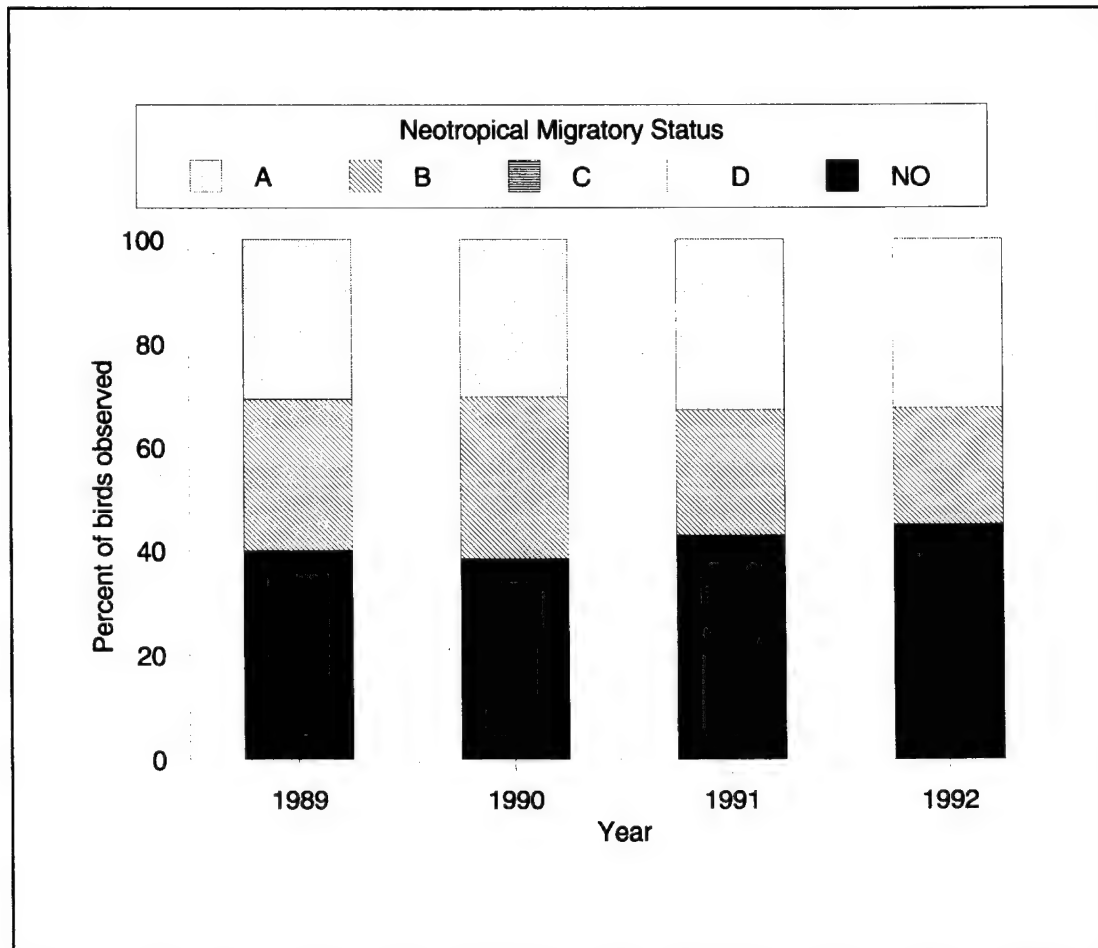 Neotropical Migratory Status
A B C D NO
100
80
60
40
20
0
Percent of birds observed
1989 1990 1991 1992
Year